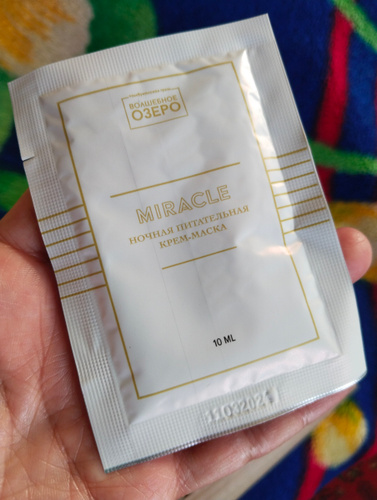 ВОЛШЕБНОЕ
ОЗЕРО
MIRACLE
НОЧНАЯ ПИТАТЕЛЬНАЯ
КРЕМ-МАСКА
10 ML